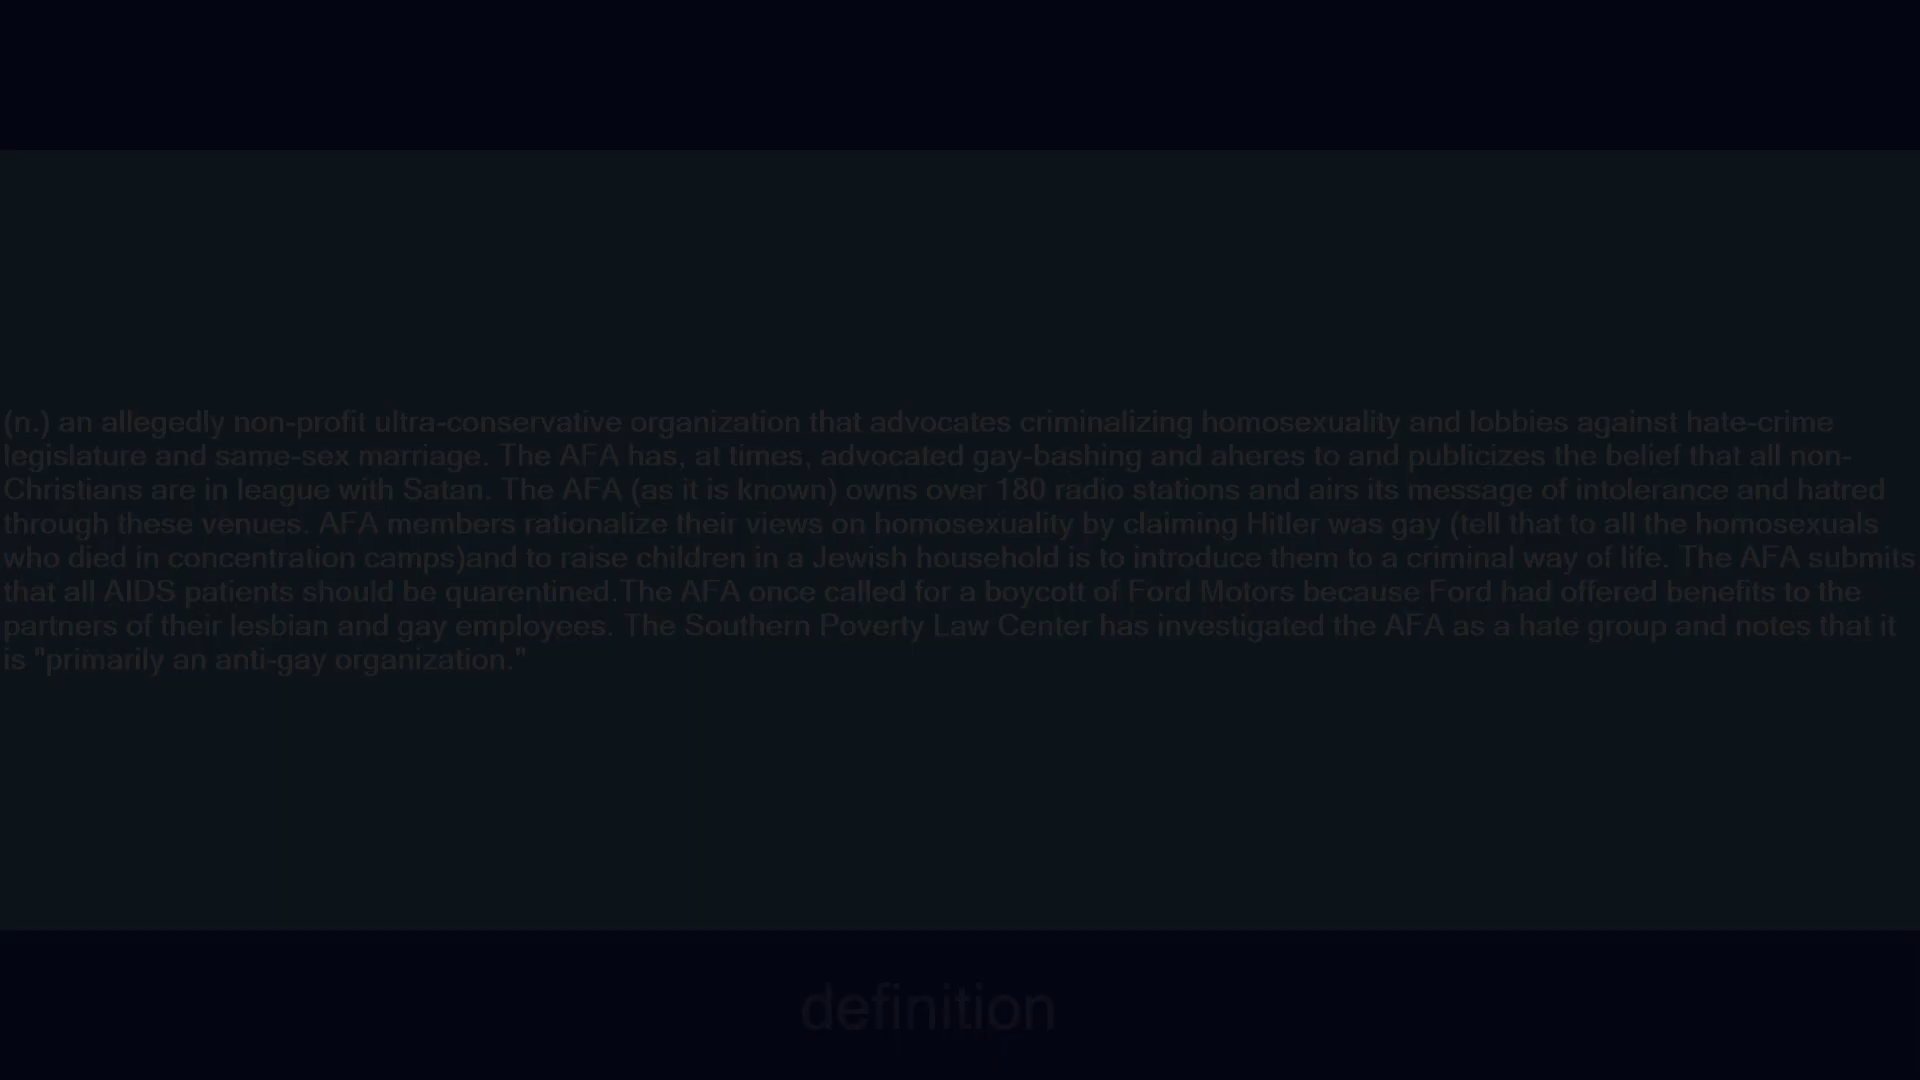 (n.) an allegedly non-profit ultra-conservative organization that advocates criminalizing homosexuality and lobbies against hate-crime
legislature and same-sex marriage. The AFA has, at times, advocated gay-bashing and aheres to and publicizes the belief that all non-
Christians are in league with Satan. The AFA (as it is known) owns over 180 radio stations and airs its message of intolerance and hatred
through these venues. AFA members rationalize their views on homosexuality by claiming Hitler was gay (tell that to all the homosexuals
who died in concentration camps)and to raise children in a Jewish household is to introduce them to a criminal way of life. The AFA submits
that all AIDS patients should be quarentined.The AFA once called for a boycott of Ford Motors because Ford had offered benefits to the
partners of their lesbian and gay employees. The Southern Poverty Law Center has investigated the AFA as a hate group and notes that it
is "primarily an anti-gay organization."
definition